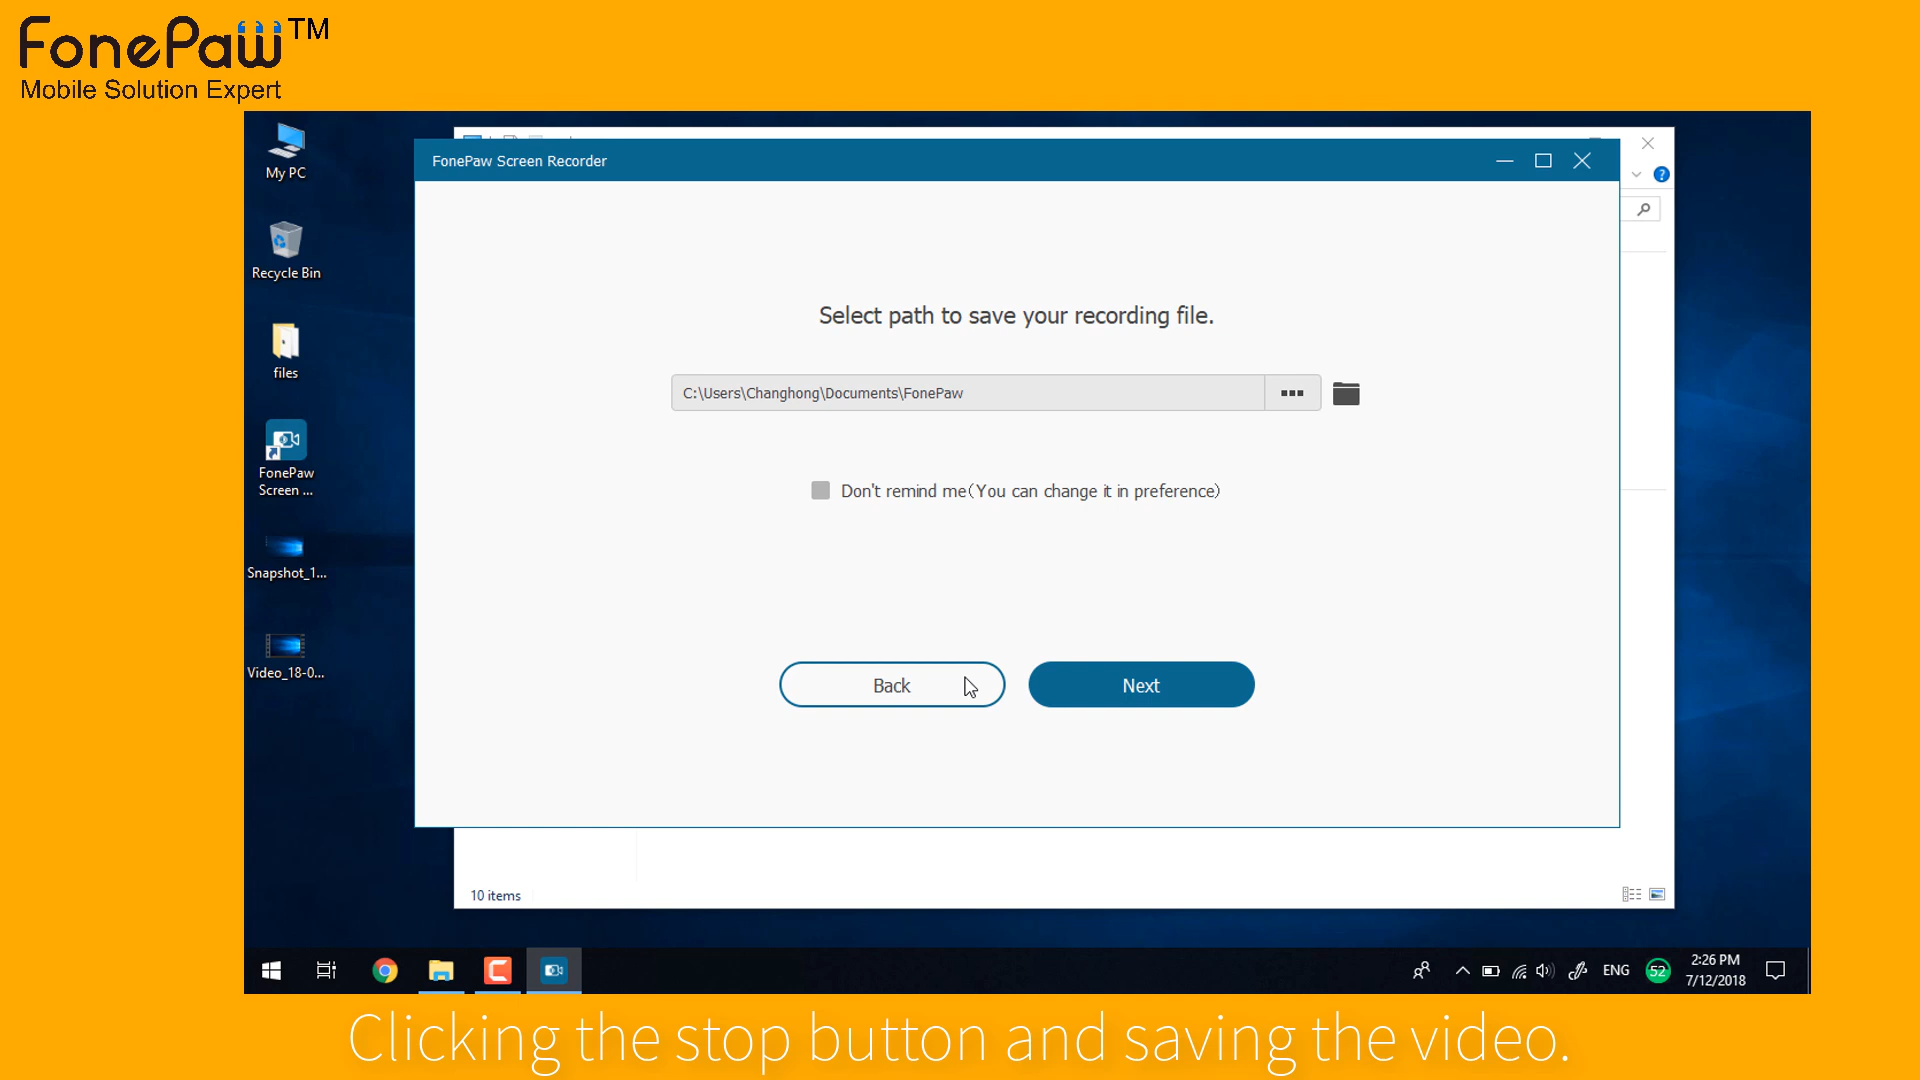 FonePaw™
Mobile Solution Expert
My PC
Recycle Bin
files
FonePaw
Screen ...
Snapshot_1...
Video_18-0...
FonePaw Screen Recorder
?
Select path to save your recording file.
C:\Users\Changhong\Documents\FonePaw
Don't remind me(You can change it in preference)
Back
Next
10 items
ENG
52
2:26 PM
7/12/2018
Clicking the stop button and saving the video.